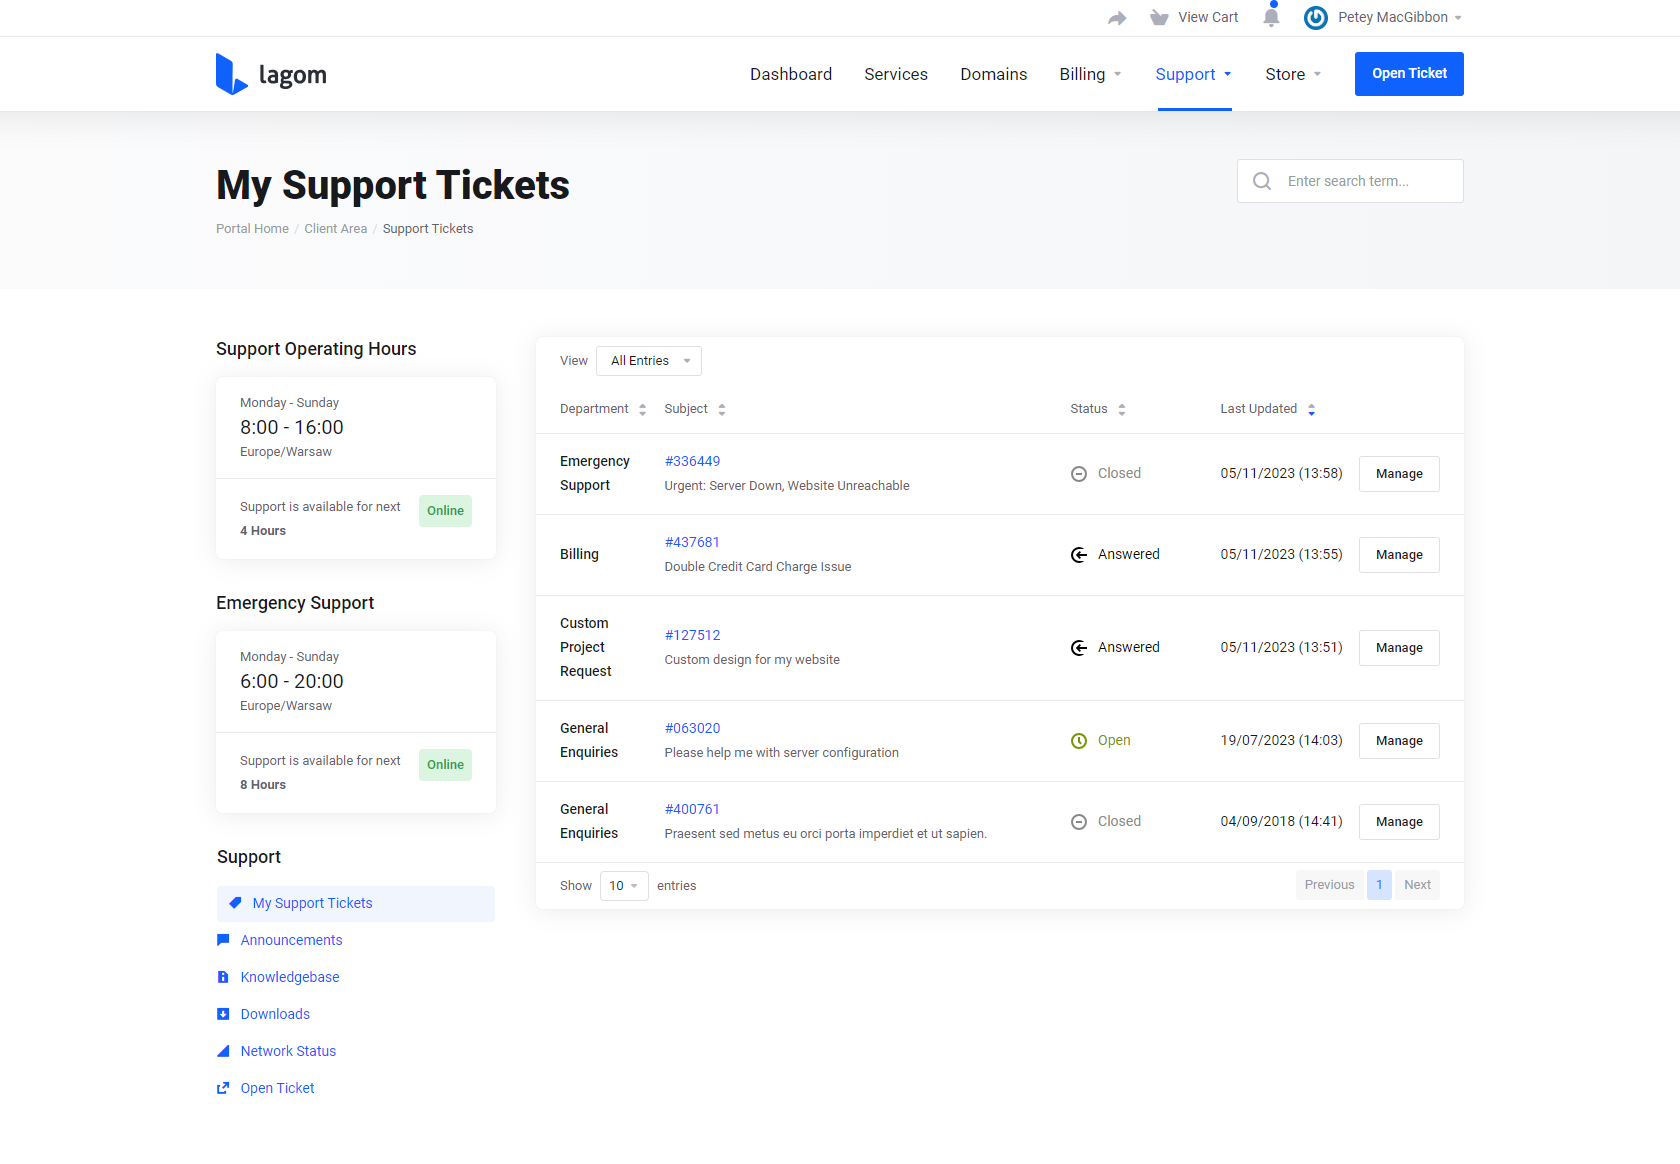 View Cart
Petey MacGibbon
lagom
Dashboard
Services
Domains
Billing
Support
Store
Open Ticket
My Support Tickets
Enter search term...
Portal Home / Client Area / Support Tickets
Support Operating Hours
Monday - Sunday
8:00 - 16:00
Europe/Warsaw
Support is available for next
4 Hours
Online
Emergency Support
Monday - Sunday
6:00 - 20:00
Europe/Warsaw
Support is available for next
8 Hours
Online
Support
My Support Tickets
Announcements
Knowledgebase
Downloads
Network Status
Open Ticket
View All Entries
Department Subject Status Last Updated
Emergency
Support
#336449
Urgent: Server Down, Website Unreachable
Closed
05/11/2023 (13:58)
Manage
Billing
#437681
Double Credit Card Charge Issue
Answered
05/11/2023 (13:55)
Manage
Custom
Project
Request
#127512
Custom design for my website
Answered
05/11/2023 (13:51)
Manage
General
Enquiries
#063020
Please help me with server configuration
Open
19/07/2023 (14:03)
Manage
General
Enquiries
#400761
Praesent sed metus eu orci porta imperdiet et ut sapien.
Closed
04/09/2018 (14:41)
Manage
Show 10 entries
Previous 1 Next